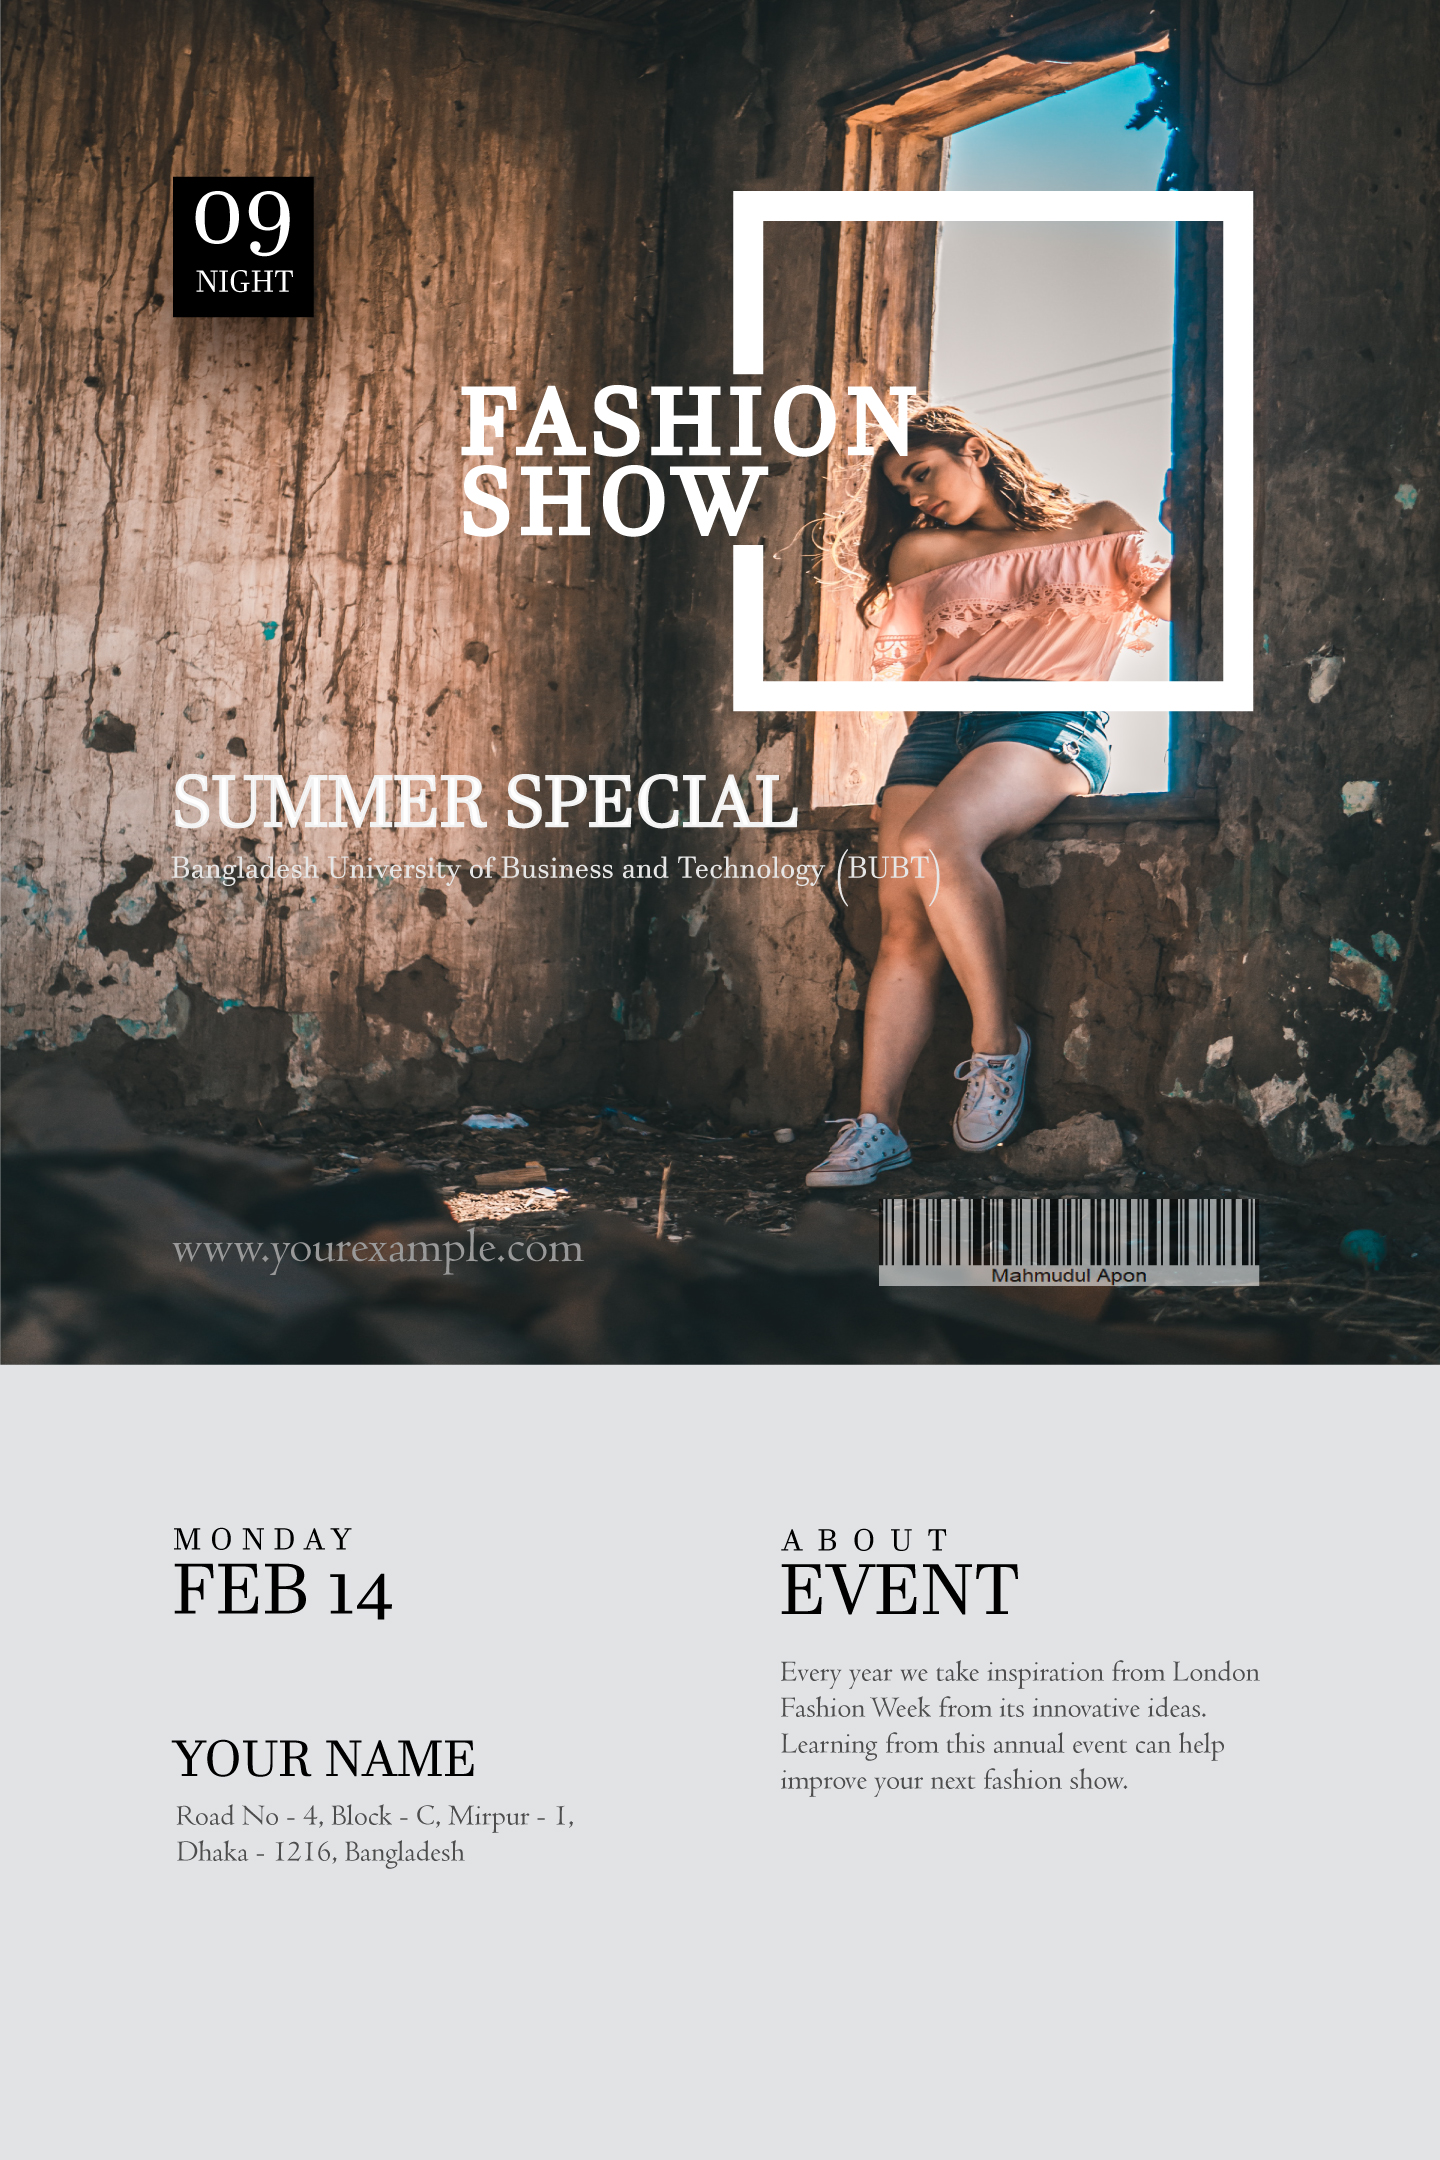 09
NIGHT
FASHION
SHOW
SUMMER SPECIAL
Bangladesh University of Business and Technology (BUBT)
www.yourexample.com
Mahmudul Apon
MONDAY
FEB 14
YOUR NAME
Road No - 4, Block - C, Mirpur - 1,
Dhaka - 1216, Bangladesh
ABOUT
EVENT
Every year we take inspiration from London
Fashion Week from its innovative ideas.
Learning from this annual event can help
improve your next fashion show.